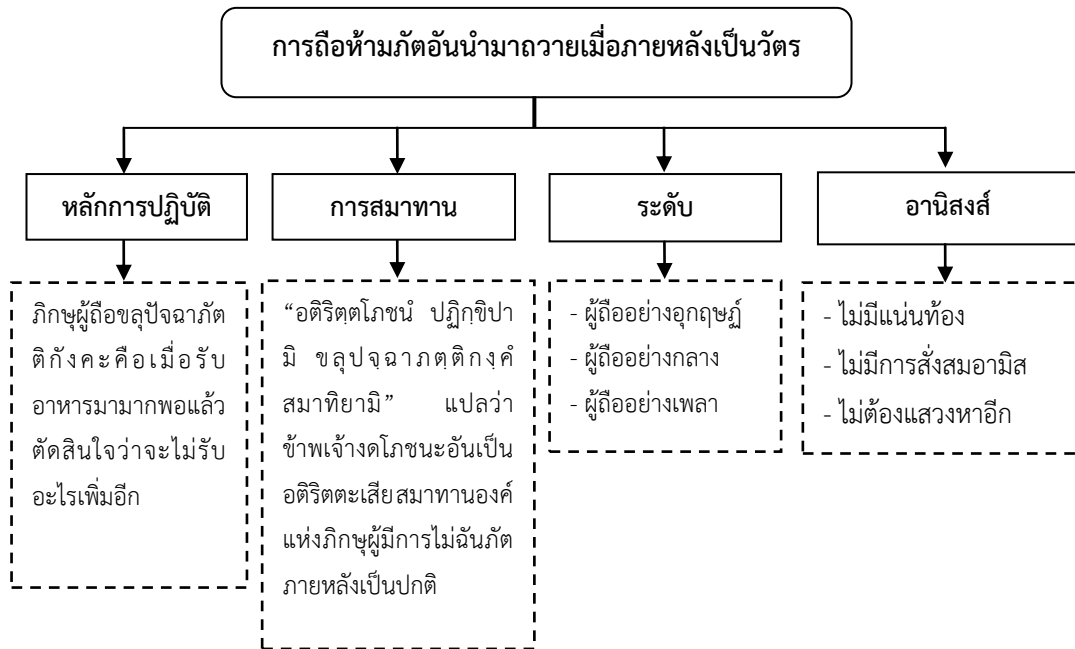 การถือห้ามภัตอันนำมาถวายเมื่อภายหลังเป็นวัตร
หลักการปฏิบัติ
การสมาทาน
ระดับ
อานิสงส์
ภิกษุผู้ถือขลุปัจฉาภัต
ติกังคะคือเมื่อรับ
อาหารมามากพอแล้ว
ตัดสินใจว่าจะไม่รับ
อะไรเพิ่มอีก
“อติริตฺตโภชนํ ปฏิกฺขิปา
มิ ขลุปจฺฉาภตฺติกงฺคํ
สมาทิยามิ” แปลว่า
ข้าพเจ้างดโภชนะอันเป็น
อติริตตะเสียสมาทานองค์
แห่งภิกษุผู้มีการไม่ฉันภัต
ภายหลังเป็นปกติ
- ผู้ถืออย่างอุกฤษฏ์
- ผู้ถืออย่างกลาง
- ผู้ถืออย่างเพลา
- ไม่มีแน่นท้อง
- ไม่มีการสั่งสมอามิส
- ไม่ต้องแสวงหาอีก